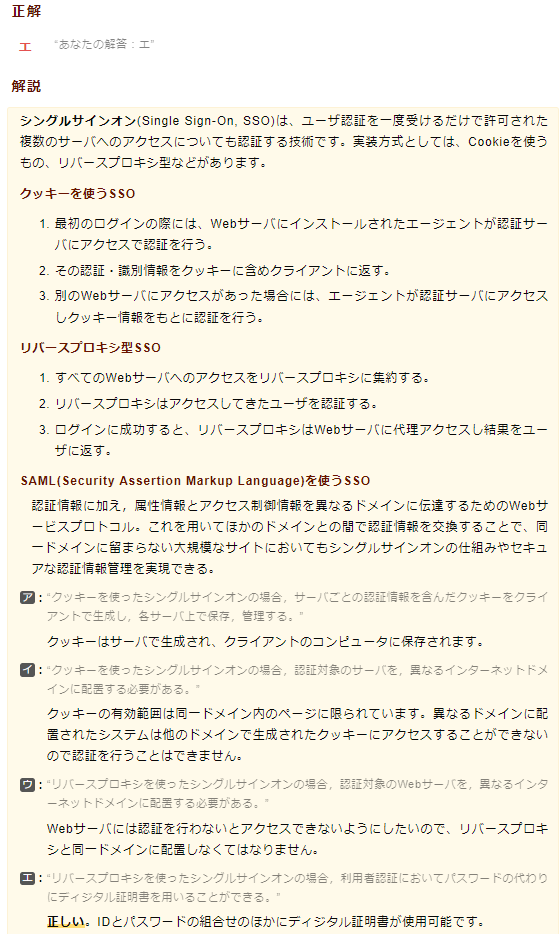 正解
エ “あなたの解答：エ”
解説
シングルサインオン(Single Sign-On, SSO)は、ユーザ認証を一度受けるだけで許可された
複数のサーバへのアクセスについても認証する技術です。実装方式としては、Cookieを使う
もの、リバースプロキシ型などがあります。
クッキーを使うSSO
1. 最初のログインの際には、Webサーバにインストールされたエージェントが認証サー
バにアクセスで認証を行う。
2. その認証・識別情報をクッキーに含めクライアントに返す。
3. 別のWebサーバにアクセスがあった場合には、エージェントが認証サーバにアクセス
しクッキー情報をもとに認証を行う。
リバースプロキシ型SSO
1. すべてのWebサーバへのアクセスをリバースプロキシに集約する。
2. リバースプロキシはアクセスしてきたユーザを認証する。
3. ログインに成功すると、リバースプロキシはWebサーバに代理アクセスし結果をユー
ザに返す。
SAML(Security Assertion Markup Language)を使うSSO
認証情報に加え，属性情報とアクセス制御情報を異なるドメインに伝達するためのWebサ
ービスプロトコル。これを用いてほかのドメインとの間で認証情報を交換することで、同
一ドメインに留まらない大規模なサイトにおいてもシングルサインオンの仕組みやセキュ
アな認証情報管理を実現できる。
ア：“クッキーを使ったシングルサインオンの場合，サーバごとの認証情報を含んだクッキーをクライ
アントで生成し，各サーバ上で保存，管理する。”
クッキーはサーバで生成され、クライアントのコンピュータに保存されます。
イ：“クッキーを使ったシングルサインオンの場合，認証対象のサーバを，異なるインターネットドメ
インに配置する必要がある。”
クッキーの有効範囲は同一ドメイン内のページに限られています。異なるドメインに配
置されたシステムは他のドメインで生成されたクッキーにアクセスすることができない
ので認証を行うことはできません。
ウ：“リバースプロキシを使ったシングルサインオンの場合，認証対象のWebサーバを，異なるインタ
ーネットドメインに配置する必要がある。”
Webサーバには認証を行わないとアクセスできないようにしたいので、リバースプロキ
シと同一ドメインに配置しなくてはなりません。
エ：“リバースプロキシを使ったシングルサインオンの場合，利用者認証においてパスワードの代わり
にディジタル証明書を用いることができる。”
正しい。IDとパスワードの組合せのほかにディジタル証明書が使用可能です。